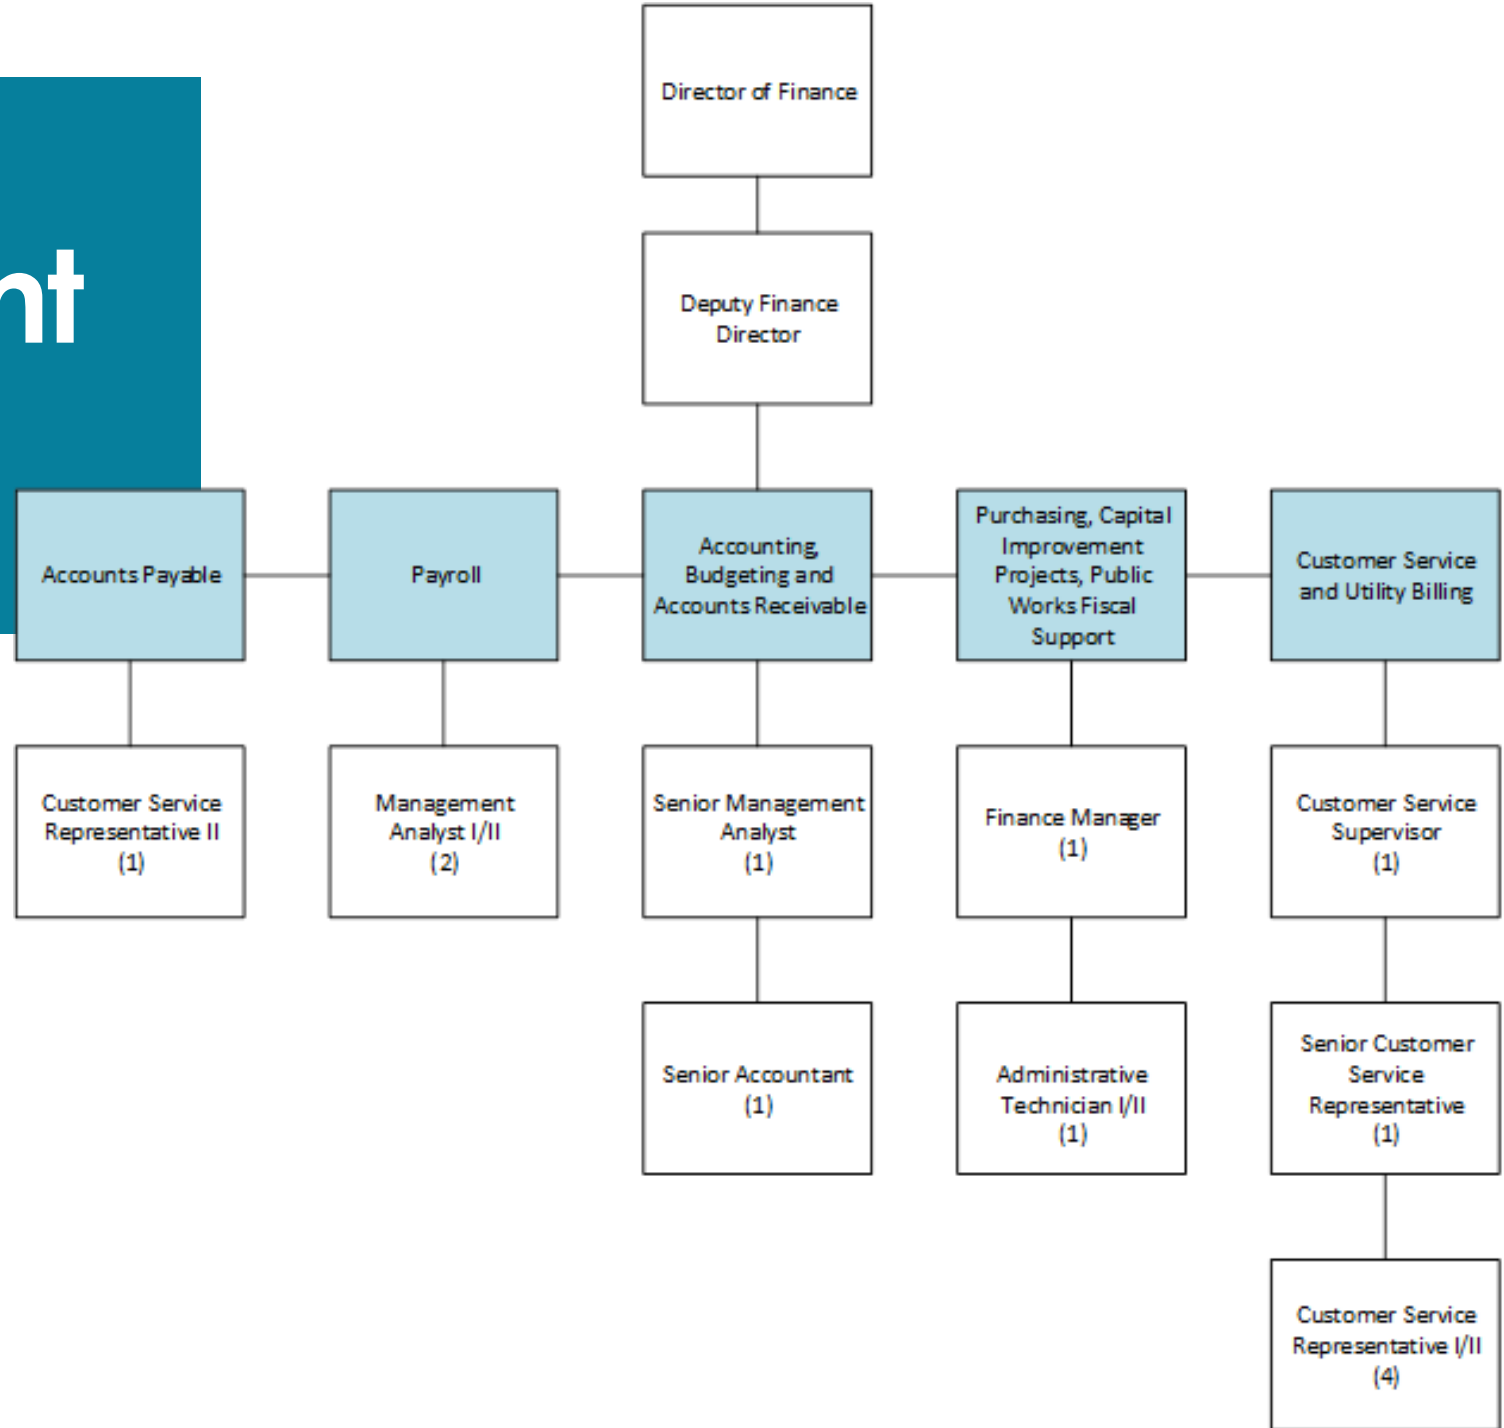 Director of Finance
nt
Deputy Finance
Director
Accounts Payable
Payroll
Accounting,
Budgeting and
Accounts Receivable
Purchasing, Capital
Improvement
Projects, Public
Works Fiscal
Support
Customer Service
and Utility Billing
Customer Service
Representative II
(1)
Management
Analyst I/II
(2)
Senior Management
Analyst
(1)
Finance Manager
(1)
Customer Service
Supervisor
(1)
Senior Accountant
(1)
Administrative
Technician I/II
(1)
Senior Customer
Service
Representative
(1)
Customer Service
Representative I/II
(4)